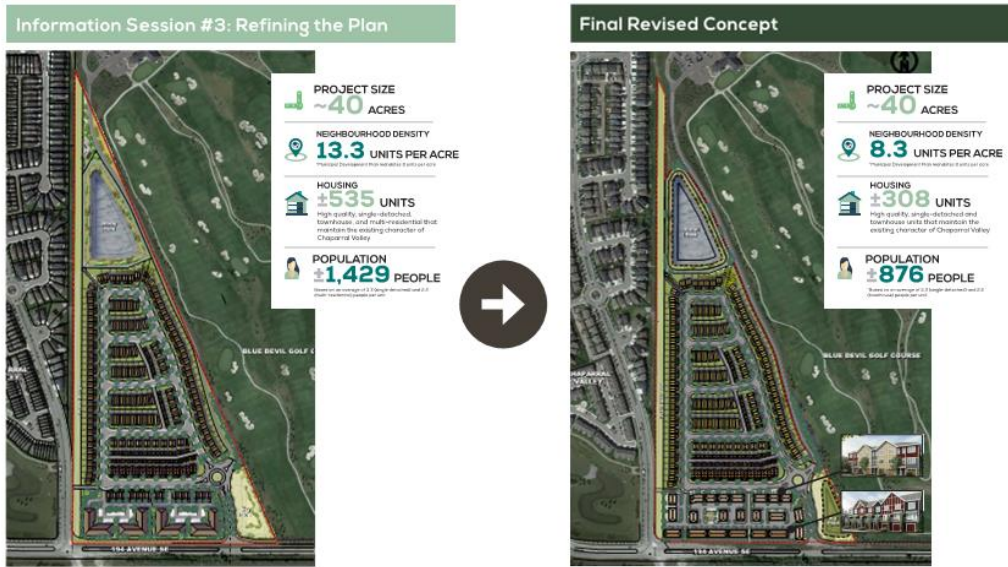 Information Session #3: Refining the Plan
PROJECT SIZE
~40 ACRES
NEIGHBOURHOOD DENSITY
13.3 UNITS PER ACRE
HOUSING
±535 UNITS
High quality, single-detached,
townhouse, and multi-residential that
maintain the existing character of
Chaparral Valley
POPULATION
±1,429 PEOPLE
BLUE DEVIL GOLF C
194 AVENUE SE
Final Revised Concept
PROJECT SIZE
~40 ACRES
NEIGHBOURHOOD DENSITY
8.3 UNITS PER ACRE
HOUSING
±308 UNITS
High quality, single-detached and
townhouse units that maintain the
existing character of Chaparral Valley
POPULATION
±876 PEOPLE
BLUE DEVIL GOLF COURSE
VALLEY
194 AVENUE SE